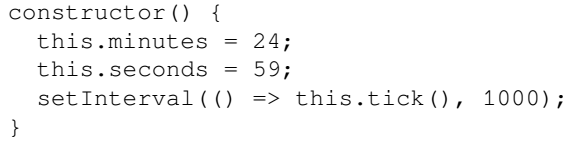 constructor() {
  this.minutes = 24;
  this.seconds = 59;
  setInterval(() => this.tick(), 1000);
}